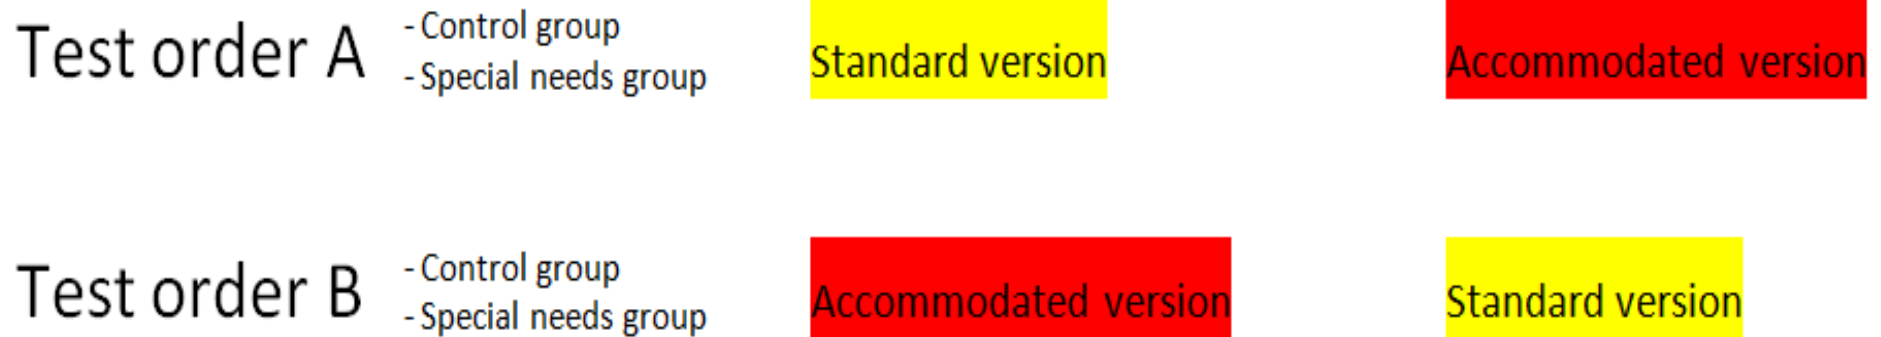 Test order A
- Control group
- Special needs group
Standard version
Accommodated version
Test order B
- Control group
- Special needs group
Accommodated version
Standard version